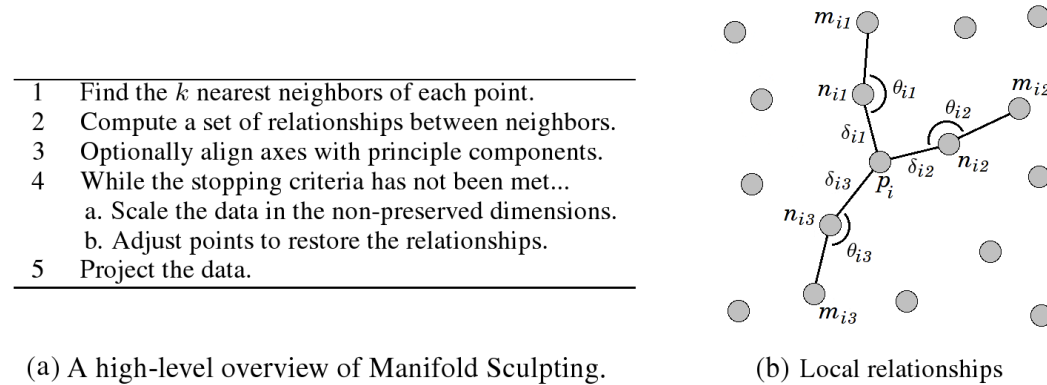 1 Find the k nearest neighbors of each point.
2 Compute a set of relationships between neighbors.
3 Optionally align axes with principle components.
4 While the stopping criteria has not been met...
a. Scale the data in the non-preserved dimensions.
b. Adjust points to restore the relationships.
5 Project the data.
(a) A high-level overview of Manifold Sculpting.
m_{i1}
n_{i1}
θ_{i1}
m_{i2}
θ_{i2}
δ_{i1}
n_{i2}
δ_{i2}
δ_{i3}
p_i
n_{i3}
θ_{i3}
m_{i3}
(b) Local relationships